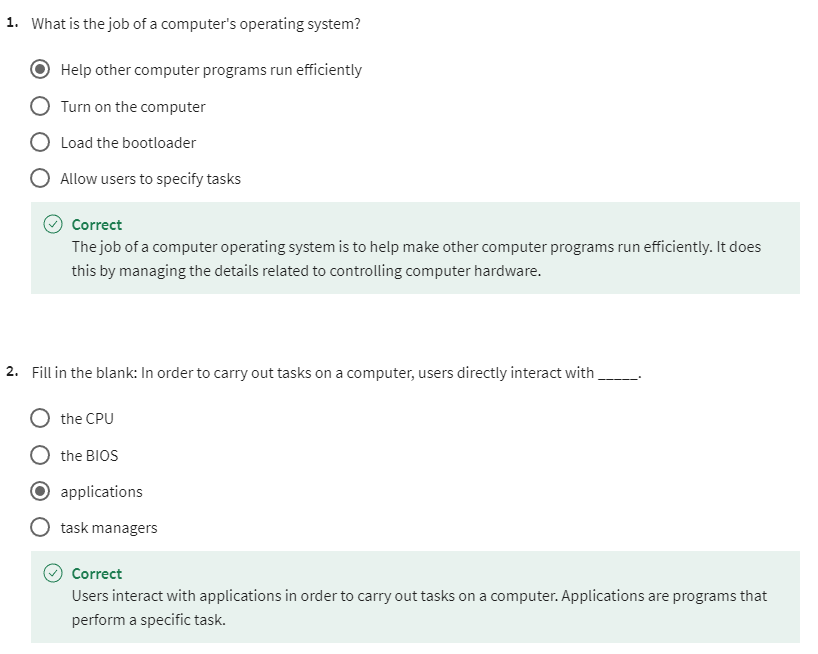 1. What is the job of a computer's operating system?
Help other computer programs run efficiently
Turn on the computer
Load the bootloader
Allow users to specify tasks
Correct
The job of a computer operating system is to help make other computer programs run efficiently. It does
this by managing the details related to controlling computer hardware.
2. Fill in the blank: In order to carry out tasks on a computer, users directly interact with _____.
the CPU
the BIOS
applications
task managers
Correct
Users interact with applications in order to carry out tasks on a computer. Applications are programs that
perform a specific task.